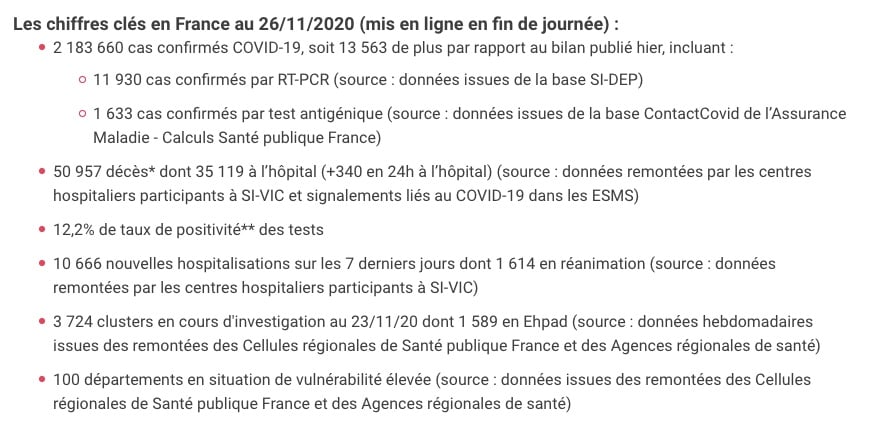 Les chiffres clés en France au 26/11/2020 (mis en ligne en fin de journée) :
2 183 660 cas confirmés COVID-19, soit 13 563 de plus par rapport au bilan publié hier, incluant :
11 930 cas confirmés par RT-PCR (source : données issues de la base SI-DEP)
1 633 cas confirmés par test antigénique (source : données issues de la base ContactCovid de l’Assurance
Maladie - Calculs Santé publique France)
50 957 décès* dont 35 119 à l’hôpital (+340 en 24h à l’hôpital) (source : données remontées par les centres
hospitaliers participants à SI-VIC et signalements liés au COVID-19 dans les ESMS)
12,2% de taux de positivité** des tests
10 666 nouvelles hospitalisations sur les 7 derniers jours dont 1 614 en réanimation (source : données
remontées par les centres hospitaliers participants à SI-VIC)
3 724 clusters en cours d'investigation au 23/11/20 dont 1 589 en Ehpad (source : données hebdomadaires
issues des remontées des Cellules régionales de Santé publique France et des Agences régionales de santé)
100 départements en situation de vulnérabilité élevée (source : données issues des remontées des Cellules
régionales de Santé publique France et des Agences régionales de santé)